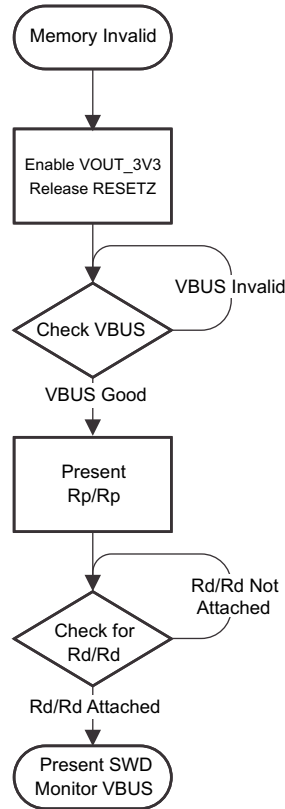 Memory Invalid
Enable VOUT_3V3
Release RESETZ
VBUS Invalid
Check VBUS
VBUS Good
Present
Rp/Rp
Rd/Rd Not
Attached
Check for
Rd/Rd
Rd/Rd Attached
Present SWD
Monitor VBUS